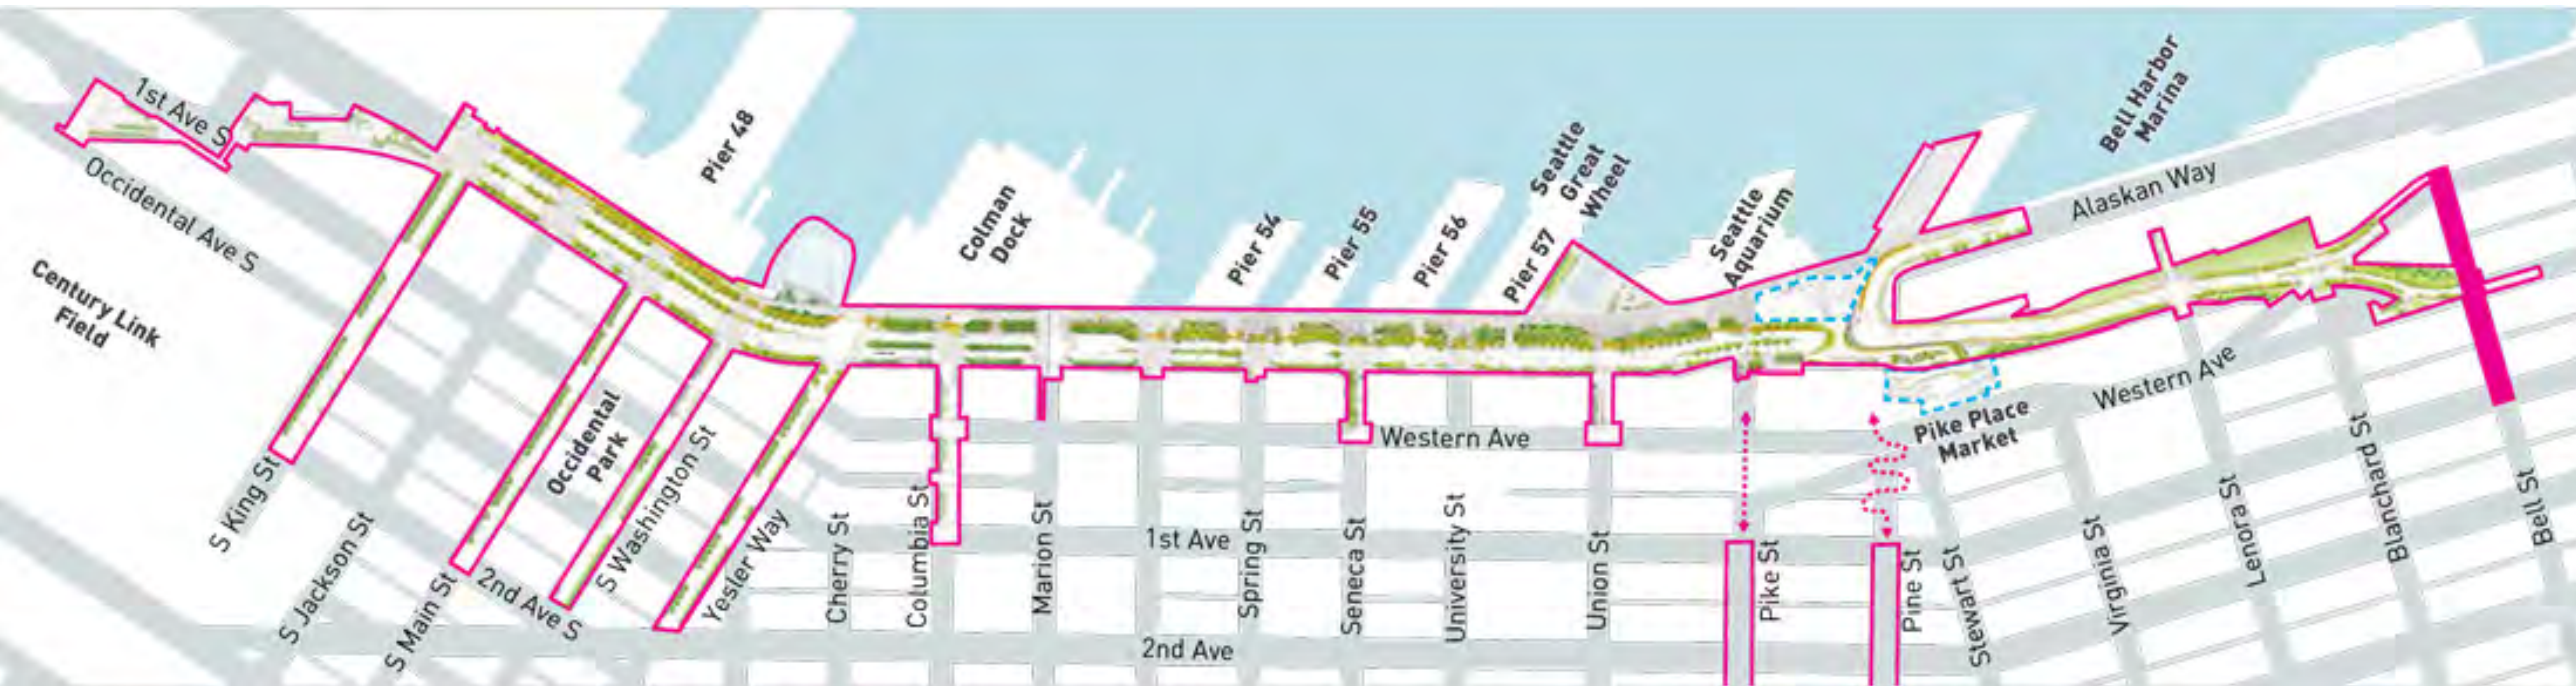 1st Ave S
Occidental Ave S
Century Link
Field
S King St
S Jackson St
S Main St
2nd Ave S
Occidental
Park
S Washington St
Yesler Way
Pier 48
Colman
Dock
Pier 54
Pier 55
Pier 56
Pier 57
Seattle
Great
Wheel
Seattle
Aquarium
Bell Harbor
Marina
Alaskan Way
Western Ave
Pike Place
Market
Western Ave
Cherry St
Columbia St
Marion St
1st Ave
2nd Ave
Spring St
Seneca St
University St
Union St
Pike St
Pine St
Stewart St
Virginia St
Lenora St
Blanchard St
Bell St